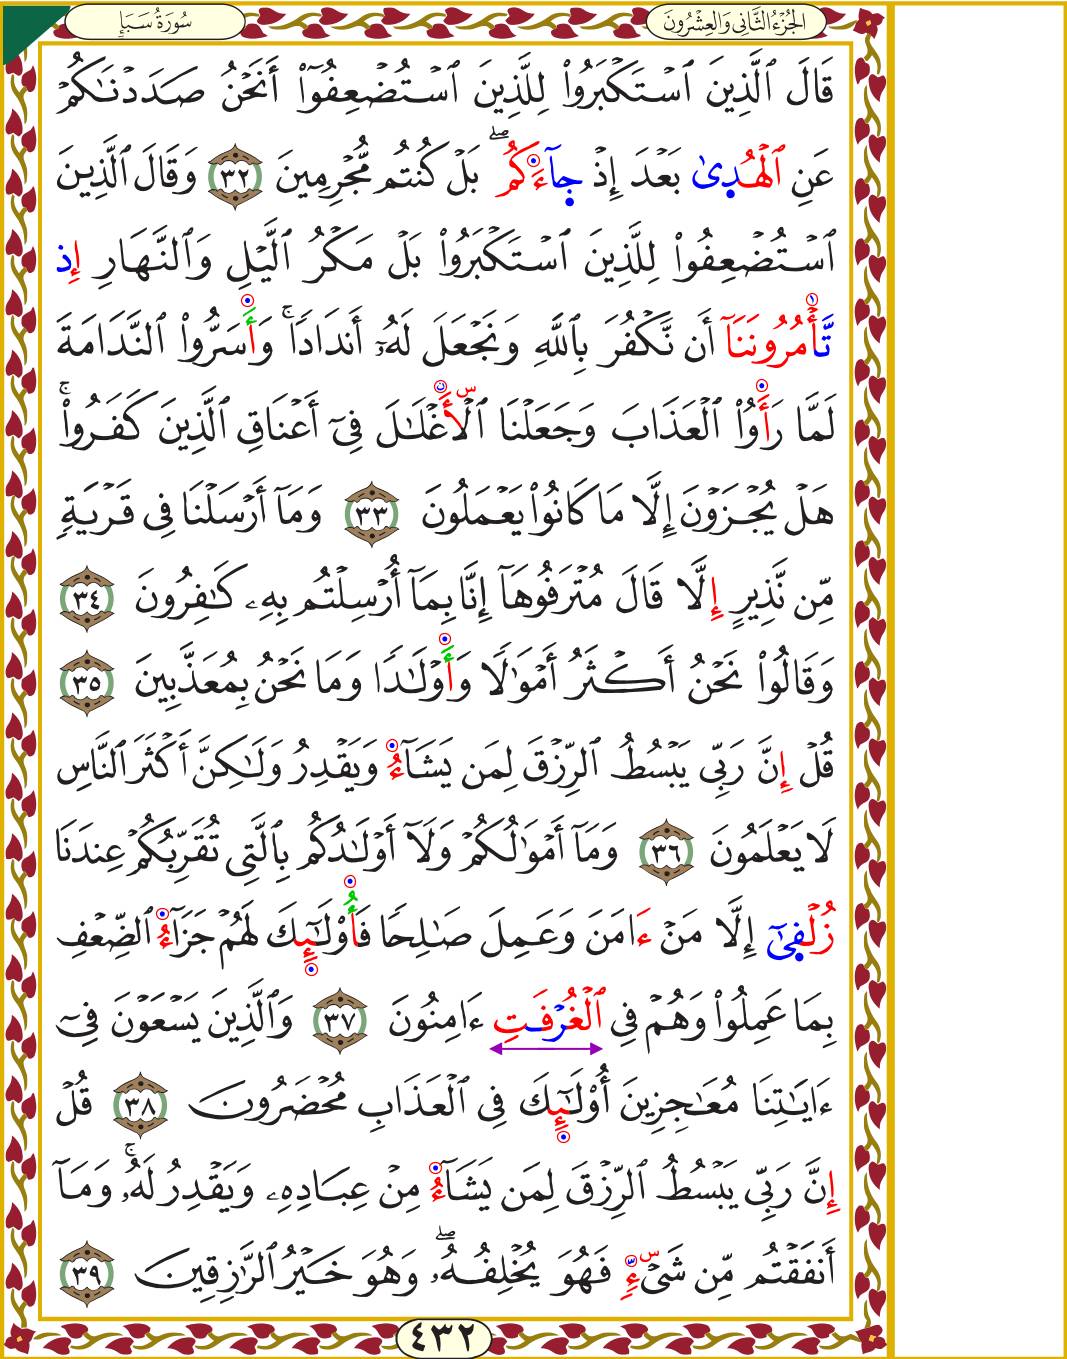 سُورَةُ سَبَإٍ
الجُزْءُ الثَّانِي وَالعِشْرُونَ
قَالَ ٱلَّذِينَ ٱسْتَكْبَرُوا۟ لِلَّذِينَ ٱسْتُضْعِفُوٓا۟ أَنَحْنُ صَدَدْنَٰكُمْ
عَنِ ٱلْهُدٜىٰ بَعْدَ إِذْ جٜآءَكُمۖ بَلْ كُنتُم مُّجْرِمِينَ ٣٢ وَقَالَ ٱلَّذِينَ
ٱسْتُضْعِفُوا۟ لِلَّذِينَ ٱسْتَكْبَرُوا۟ بَلْ مَكْرُ ٱلَّيْلِ وَٱلنَّهَارِ إِذ
تَّأْمُرُونَنَآ أَن نَّكْفُرَ بِٱللَّهِ وَنَجْعَلَ لَهُۥٓ أَندَادًاۚ وَأَسَرُّوا۟ ٱلنَّدَامَةَ
لَمَّا رَأَوُا۟ ٱلْعَذَابَ وَجَعَلْنَا ٱلْأَغْلَٰلَ فِىٓ أَعْنَاقِ ٱلَّذِينَ كَفَرُوا۟ۚ
هَلْ يُجْزَوْنَ إِلَّا مَا كَانُوا۟ يَعْمَلُونَ ٣٣ وَمَآ أَرْسَلْنَا فِى قَرْيَةٍ
مِّن نَّذِيرٍ إِلَّا قَالَ مُتْرَفُوهَآ إِنَّا بِمَآ أُرْسِلْتُم بِهِۦ كَٰفِرُونَ ٣٤
وَقَالُوا۟ نَحْنُ أَكْثَرُ أَمْوَٰلًا وَأَوْلَٰدًا وَمَا نَحْنُ بِمُعَذَّبِينَ ٣٥
قُلْ إِنَّ رَبِّى يَبْسُطُ ٱلرِّزْقَ لِمَن يَشَآءُ وَيَقْدِرُ وَلَٰكِنَّ أَكْثَرَ ٱلنَّاسِ
لَا يَعْلَمُونَ ٣٦ وَمَآ أَمْوَٰلُكُمْ وَلَآ أَوْلَٰدُكُم بِٱلَّتِى تُقَرِّبُكُمْ عِندَنَا
زُلْفٜىٰٓ إِلَّا مَنْ ءَامَنَ وَعَمِلَ صَٰلِحًا فَأُو۟لَٰٓئِكَ لَهُمْ جَزَآءُ ٱلضِّعْفِ
بِمَا عَمِلُوا۟ وَهُمْ فِى ٱلْغُرْفَتِ ءَامِنُونَ ٣٧ وَٱلَّذِينَ يَسْعَوْنَ فِىٓ
ءَايَٰتِنَا مُعَٰجِزِينَ أُو۟لَٰٓئِكَ فِى ٱلْعَذَابِ مُحْضَرُونَ ٣٨ قُلْ
إِنَّ رَبِّى يَبْسُطُ ٱلرِّزْقَ لِمَن يَشَآءُ مِنْ عِبَادِهِۦ وَيَقْدِرُ لَهُۥۚ وَمَآ
أَنفَقْتُم مِّن شَىْءٍ فَهُوَ يُخْلِفُهُۥۖ وَهُوَ خَيْرُ ٱلرَّٰزِقِينَ ٣٩
٤٣٢